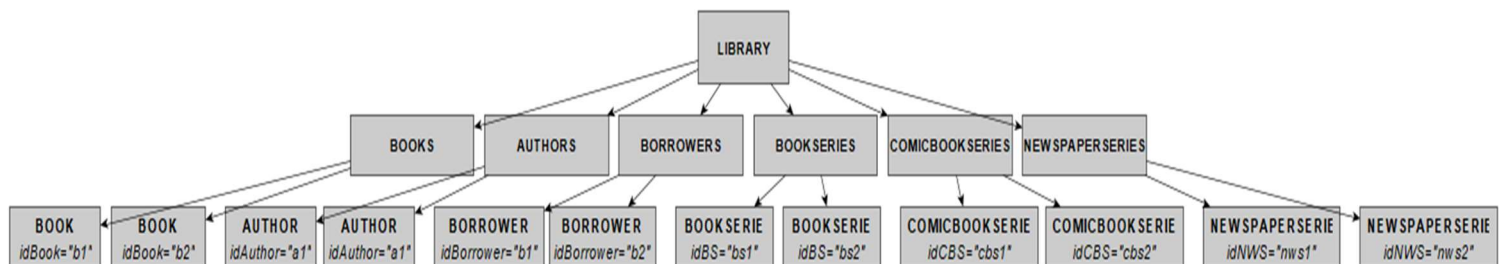 LIBRARY
BOOKS
AUTHORS
BORROWERS
BOOKSERIES
COMICBOOKSERIES
NEWSPAPERSERIES
BOOK
idBook="b1"
BOOK
idBook="b2"
AUTHOR
idAuthor="a1"
AUTHOR
idAuthor="a1"
BORROWER
idBorrower="b1"
BORROWER
idBorrower="b2"
BOOKSERIE
idBS="bs1"
BOOKSERIE
idBS="bs2"
COMICBOOKSERIE
idCBS="cbs1"
COMICBOOKSERIE
idCBS="cbs2"
NEWSPAPERSERIE
idNWS="nws1"
NEWSPAPERSERIE
idNWS="nws2"